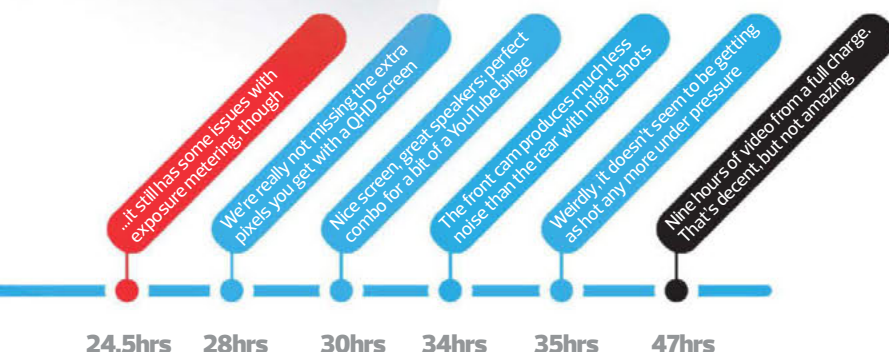 ...it still has some issues with
exposure metering, though
We're really not missing the extra
pixels you get with a QHD screen
Nice screen, great speakers: perfect
combo for a bit of a YouTube binge
The front cam produces much less
noise than the rear with night shots
Weirdly, it doesn't seem to be getting
as hot any more under pressure
Nine hours of video from a full charge.
That's decent, but not amazing
24.5hrs
28hrs
30hrs
34hrs
35hrs
47hrs